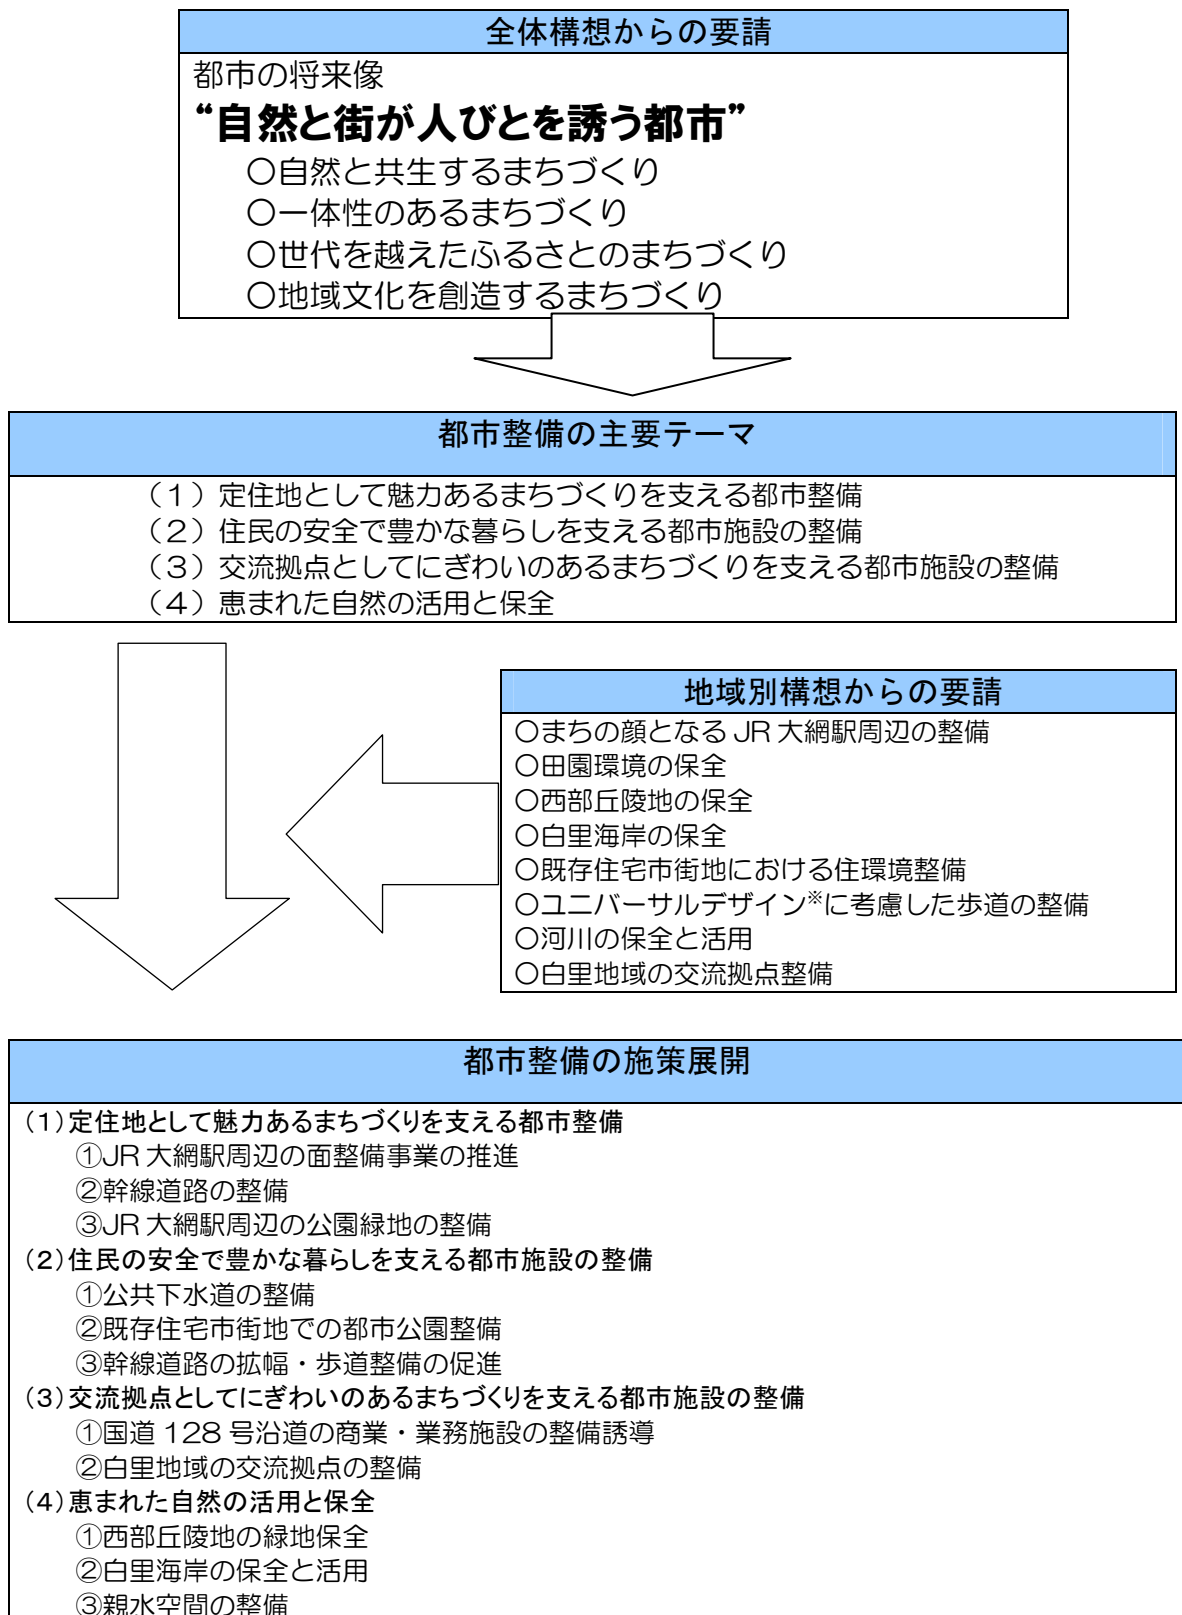 全体構想からの要請
都市の将来像
“自然と街が人びとを誘う都市”
○自然と共生するまちづくり
○一体性のあるまちづくり
○世代を越えたふるさとのまちづくり
○地域文化を創造するまちづくり
都市整備の主要テーマ
（１）定住地として魅力あるまちづくりを支える都市整備
（２）住民の安全で豊かな暮らしを支える都市施設の整備
（３）交流拠点としてにぎわいのあるまちづくりを支える都市施設の整備
（４）恵まれた自然の活用と保全
地域別構想からの要請
○まちの顔となる JR 大網駅周辺の整備
○田園環境の保全
○西部丘陵地の保全
○白里海岸の保全
○既存住宅市街地における住環境整備
○ユニバーサルデザイン※に考慮した歩道の整備
○河川の保全と活用
○白里地域の交流拠点整備
都市整備の施策展開
（１）定住地として魅力あるまちづくりを支える都市整備
①JR 大網駅周辺の面整備事業の推進
②幹線道路の整備
③JR 大網駅周辺の公園緑地の整備
（２）住民の安全で豊かな暮らしを支える都市施設の整備
①公共下水道の整備
②既存住宅市街地での都市公園整備
③幹線道路の拡幅・歩道整備の促進
（３）交流拠点としてにぎわいのあるまちづくりを支える都市施設の整備
①国道 128 号沿道の商業・業務施設の整備誘導
②白里地域の交流拠点の整備
（４）恵まれた自然の活用と保全
①西部丘陵地の緑地保全
②白里海岸の保全と活用
③親水空間の整備